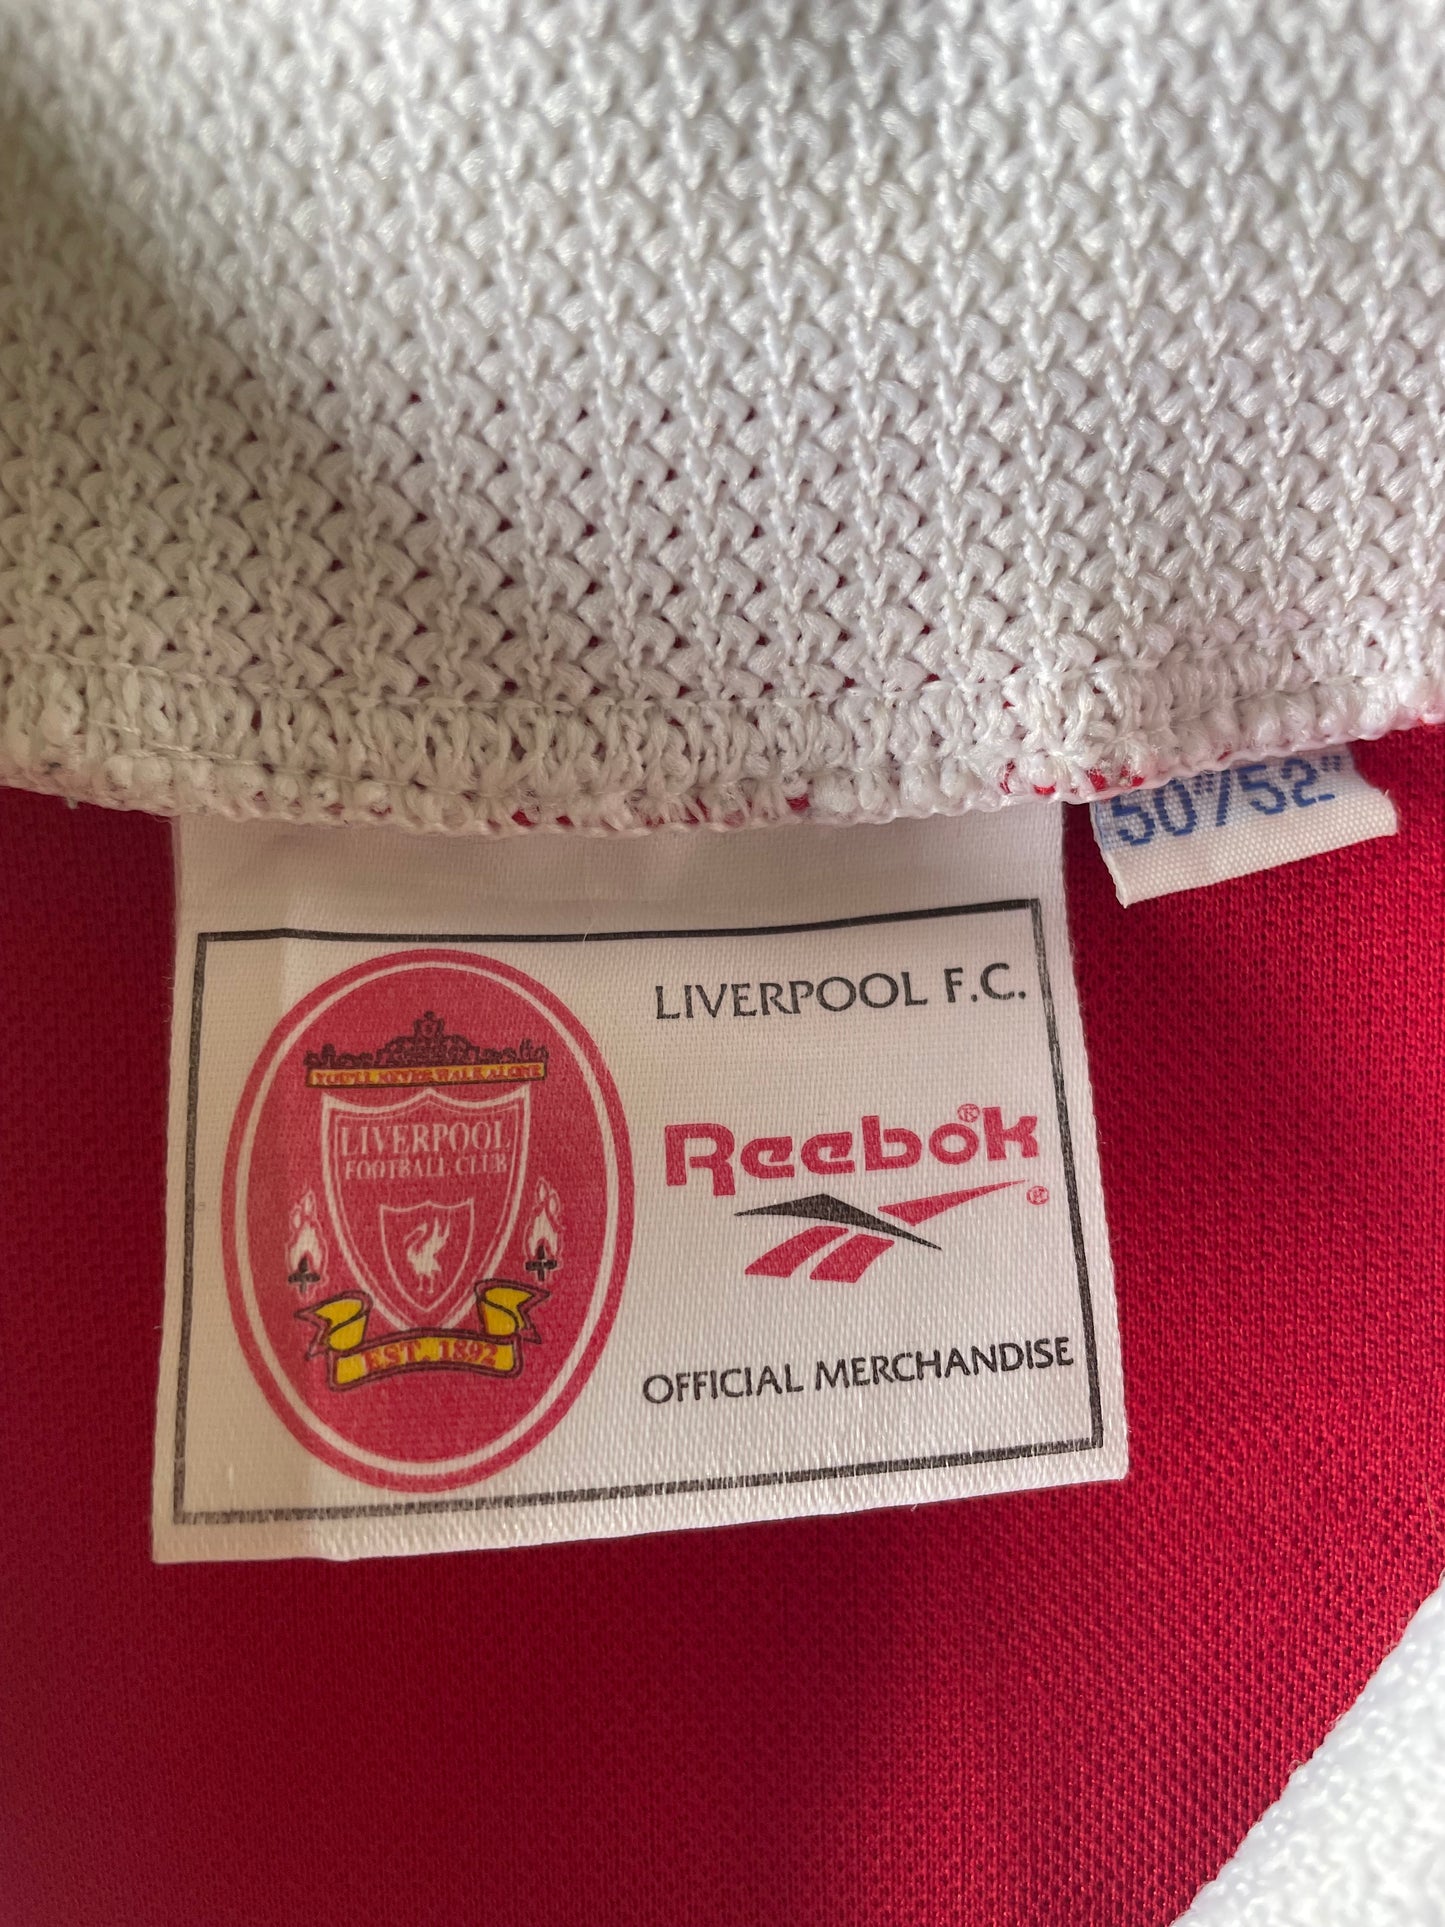 50"/52"
LIVERPOOL F.C.
YOU'LL NEVER WALK ALONE
LIVERPOOL
FOOTBALL CLUB
EST. 1892
Reebok®
®
OFFICIAL MERCHANDISE